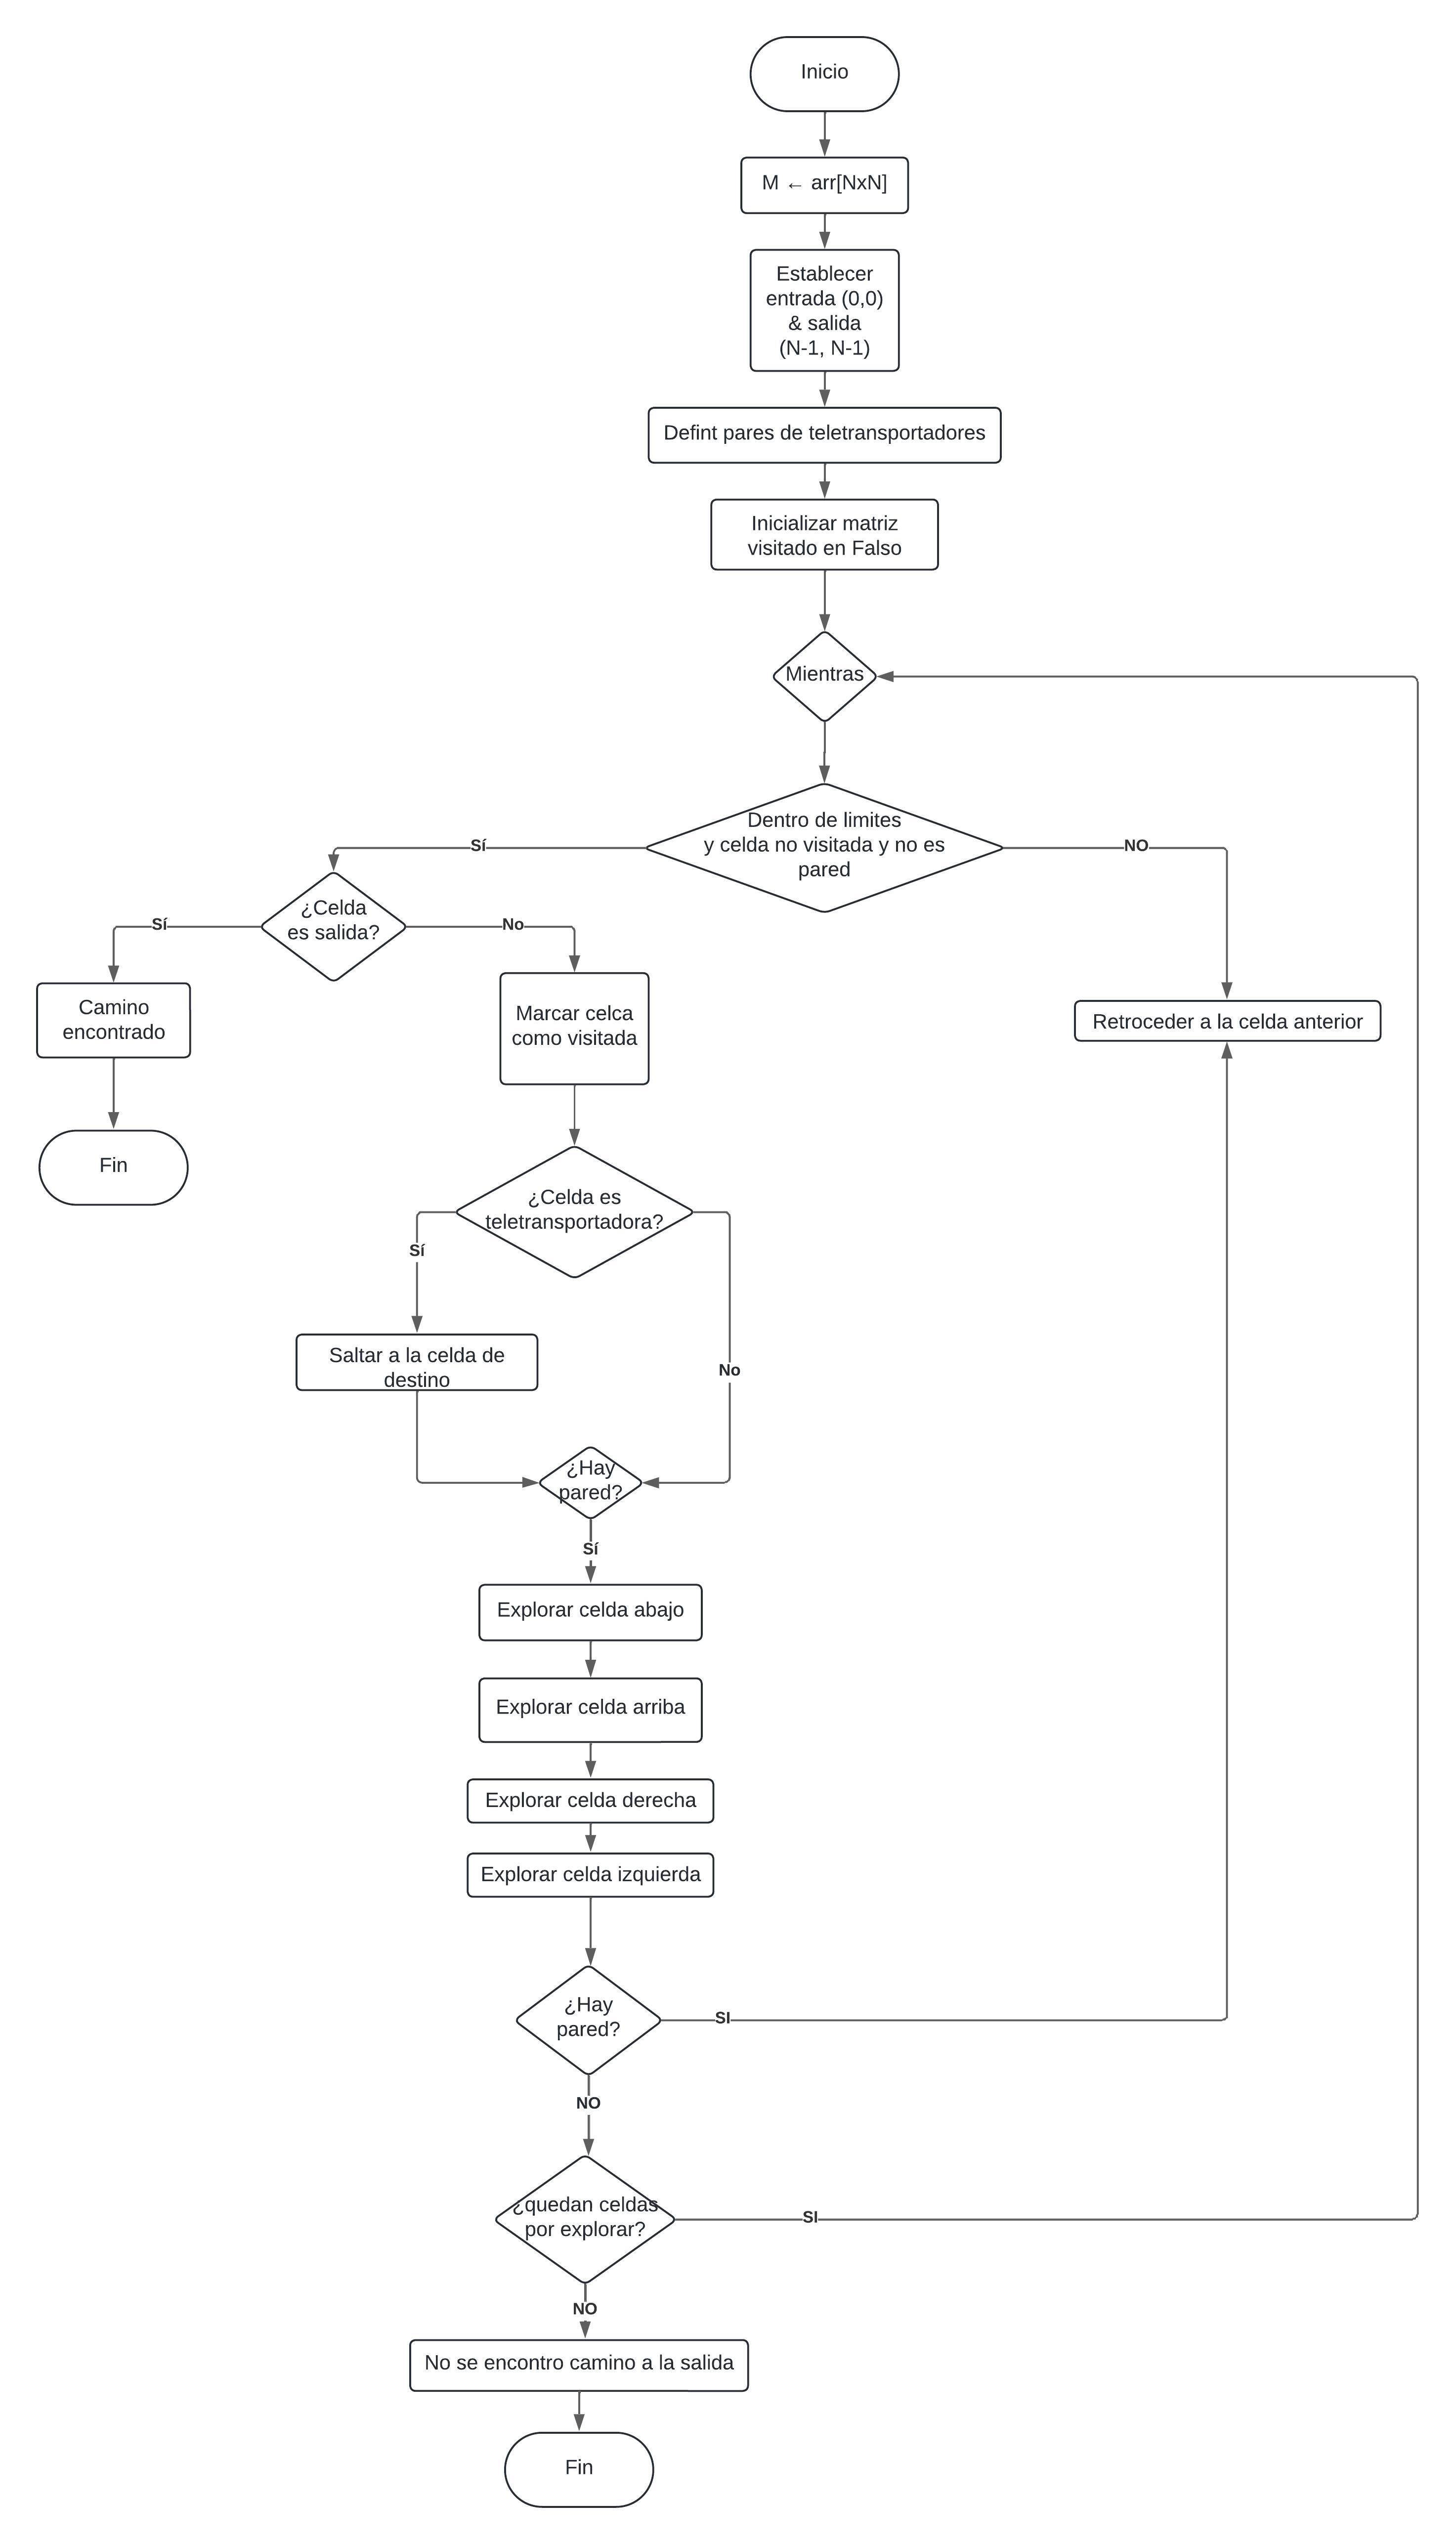 Inicio
M ← arr[NxN]
Establecer
entrada (0,0)
& salida
(N-1, N-1)
Defint pares de teletransportadores
Inicializar matriz
visitado en Falso
Mientras
Dentro de limites
y celda no visitada y no es
pared
Sí
NO
¿Celda
es salida?
Sí
No
Camino
encontrado
Marcar celca
como visitada
Retroceder a la celda anterior
Fin
¿Celda es
teletransportadora?
Sí
No
Saltar a la celda de
destino
¿Hay
pared?
Sí
Explorar celda abajo
Explorar celda arriba
Explorar celda derecha
Explorar celda izquierda
¿Hay
pared?
SI
NO
¿quedan celdas
por explorar?
SI
NO
No se encontro camino a la salida
Fin